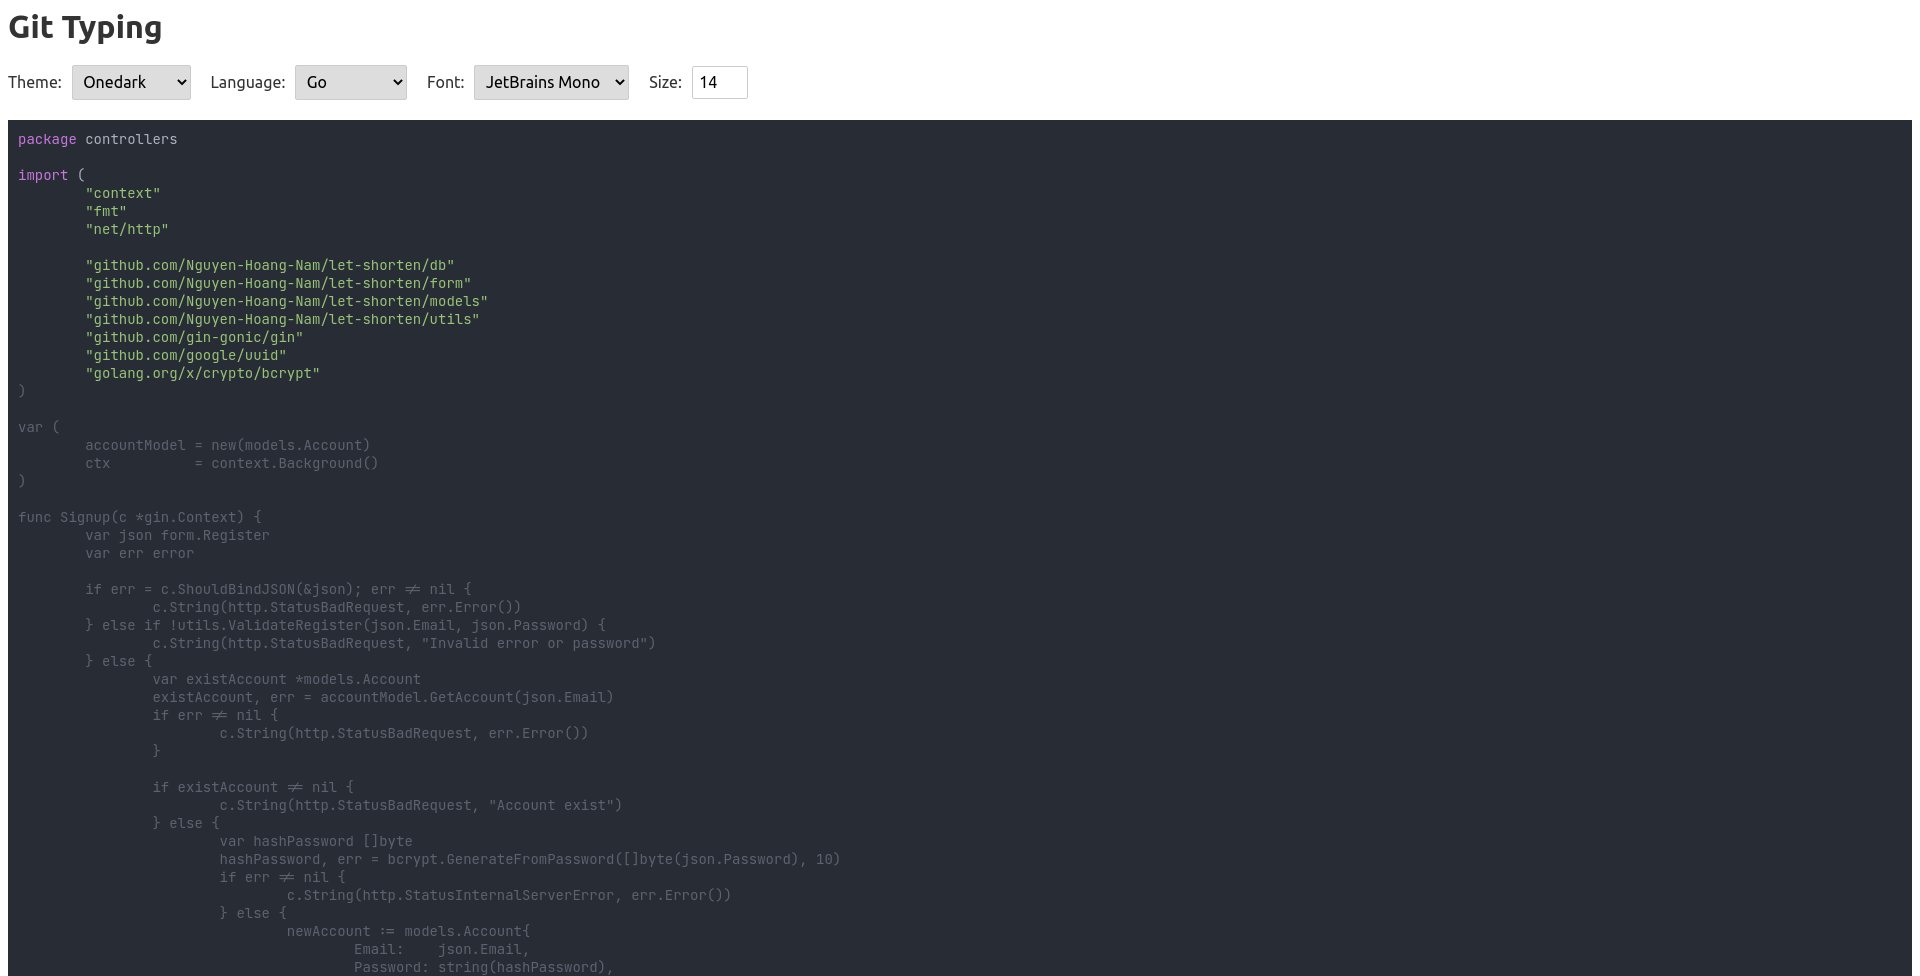 Git Typing
Theme: Onedark Language: Go Font: JetBrains Mono Size: 14
package controllers

import (
        "context"
        "fmt"
        "net/http"

        "github.com/Nguyen-Hoang-Nam/let-shorten/db"
        "github.com/Nguyen-Hoang-Nam/let-shorten/form"
        "github.com/Nguyen-Hoang-Nam/let-shorten/models"
        "github.com/Nguyen-Hoang-Nam/let-shorten/utils"
        "github.com/gin-gonic/gin"
        "github.com/google/uuid"
        "golang.org/x/crypto/bcrypt"
)

var (
        accountModel = new(models.Account)
        ctx          = context.Background()
)

func Signup(c *gin.Context) {
        var json form.Register
        var err error

        if err = c.ShouldBindJSON(&json); err != nil {
                c.String(http.StatusBadRequest, err.Error())
        } else if !utils.ValidateRegister(json.Email, json.Password) {
                c.String(http.StatusBadRequest, "Invalid error or password")
        } else {
                var existAccount *models.Account
                existAccount, err = accountModel.GetAccount(json.Email)
                if err != nil {
                        c.String(http.StatusBadRequest, err.Error())
                }

                if existAccount != nil {
                        c.String(http.StatusBadRequest, "Account exist")
                } else {
                        var hashPassword []byte
                        hashPassword, err = bcrypt.GenerateFromPassword([]byte(json.Password), 10)
                        if err != nil {
                                c.String(http.StatusInternalServerError, err.Error())
                        } else {
                                newAccount := models.Account{
                                        Email:    json.Email,
                                        Password: string(hashPassword),